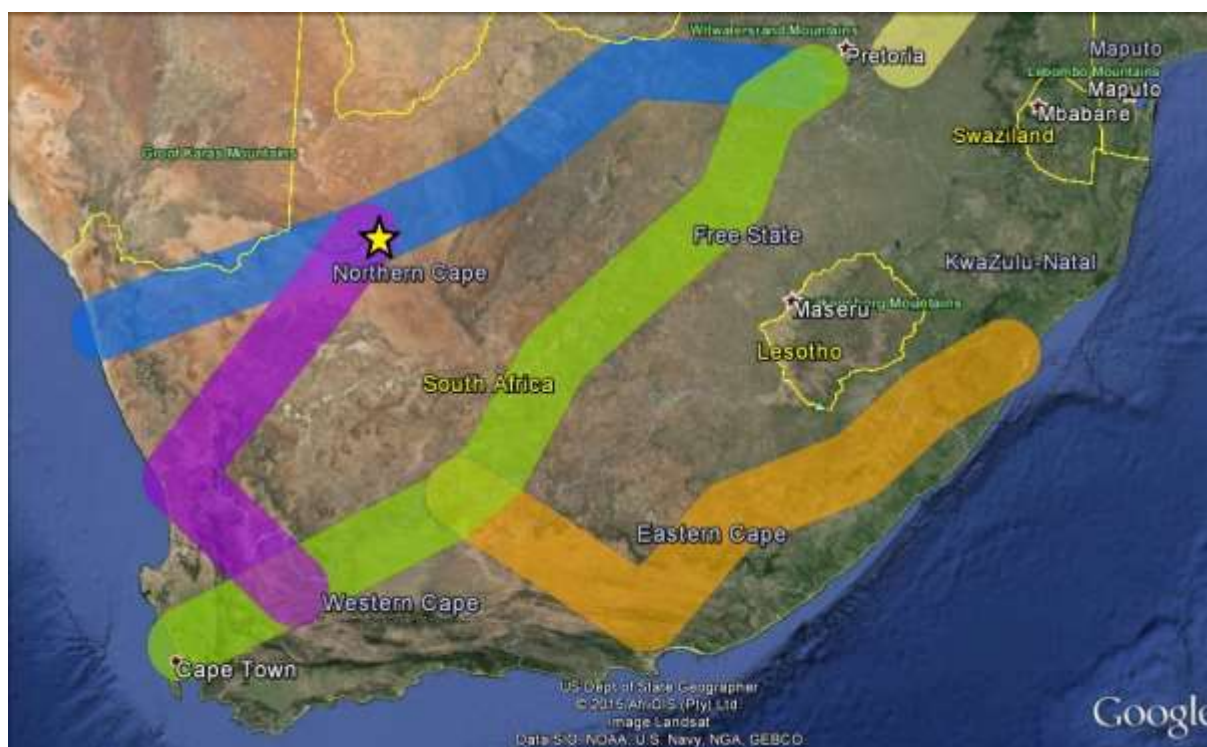 Witwatersrand Mountains
Pretoria
Maputo
Lebombo Mountains
Maputo
Mbabane
Swaziland
Groot Karas Mountains
Free State
KwaZulu-Natal
Northern Cape
Mountains
Maseru
Lesotho
South Africa
Eastern Cape
Western Cape
Cape Town
US Dept of State Geographer
© 2015 AfriGIS (Pty) Ltd.
Image Landsat
Data SIO, NOAA, U.S. Navy, NGA, GEBCO
Google